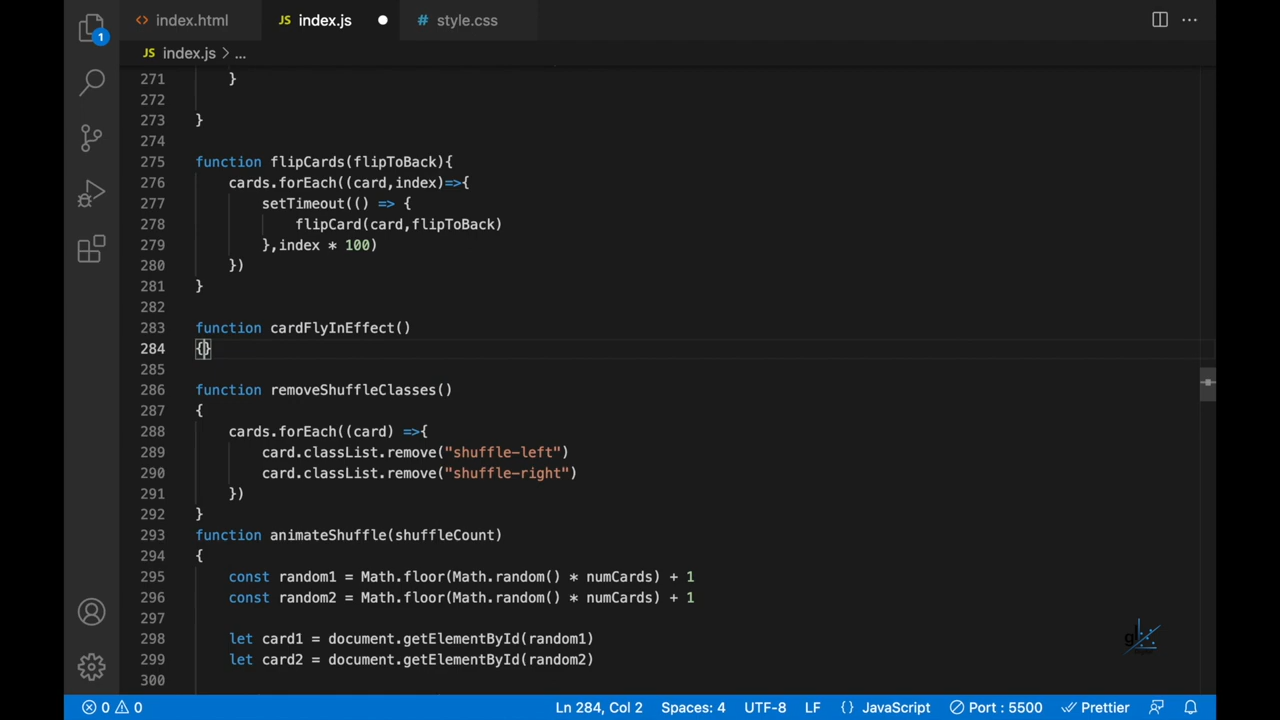 index.html
JS index.js
# style.css
1
JS index.js > ...
271 }
272
273 }
274
275 function flipCards(flipToBack){
276 cards.forEach((card,index)=>{
277 setTimeout(() => {
278 flipCard(card,flipToBack)
279 },index * 100)
280 })
281 }
282
283 function cardFlyInEffect()
284 {}
285
286 function removeShuffleClasses()
287 {
288 cards.forEach((card) =>{
289 card.classList.remove("shuffle-left")
290 card.classList.remove("shuffle-right")
291 })
292 }
293 function animateShuffle(shuffleCount)
294 {
295 const random1 = Math.floor(Math.random() * numCards) + 1
296 const random2 = Math.floor(Math.random() * numCards) + 1
297
298 let card1 = document.getElementById(random1)
299 let card2 = document.getElementById(random2)
300
0 0 Ln 284, Col 2 Spaces: 4 UTF-8 LF {} JavaScript Port : 5500 Prettier